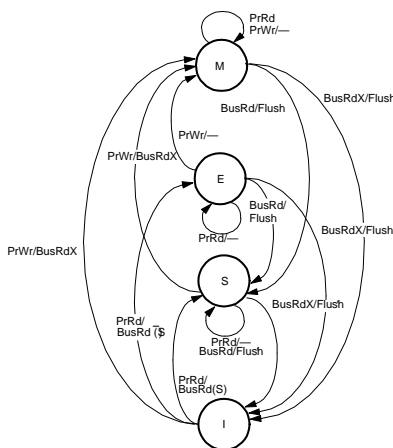 PrRd
PrWr/—
M
BusRdX/Flush
BusRd/Flush
PrWr/—
PrWr/BusRdX
E
BusRd/
Flush
PrRd/—
BusRdX/Flush
PrWr/BusRdX
S
BusRdX/Flush
PrRd/
BusRd(S̅)
PrRd/—
BusRd/Flush
PrRd/
BusRd(S)
I